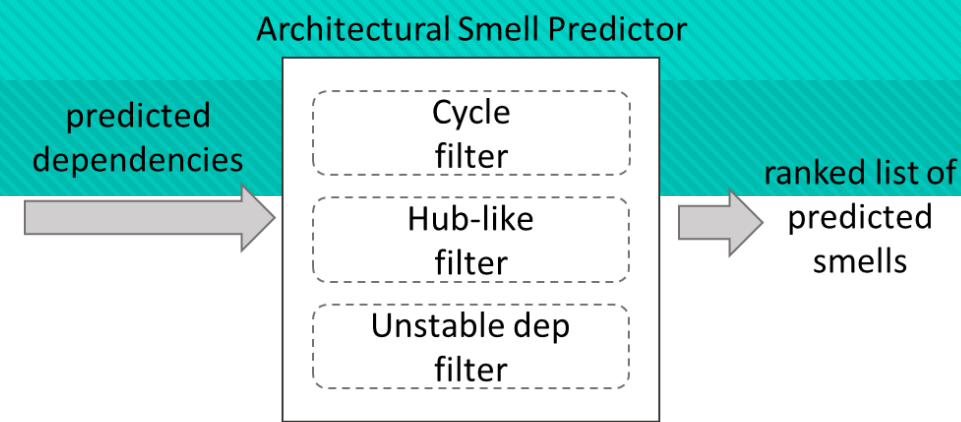 Architectural Smell Predictor
predicted
dependencies
Cycle
filter
Hub-like
filter
Unstable dep
filter
ranked list of
predicted
smells